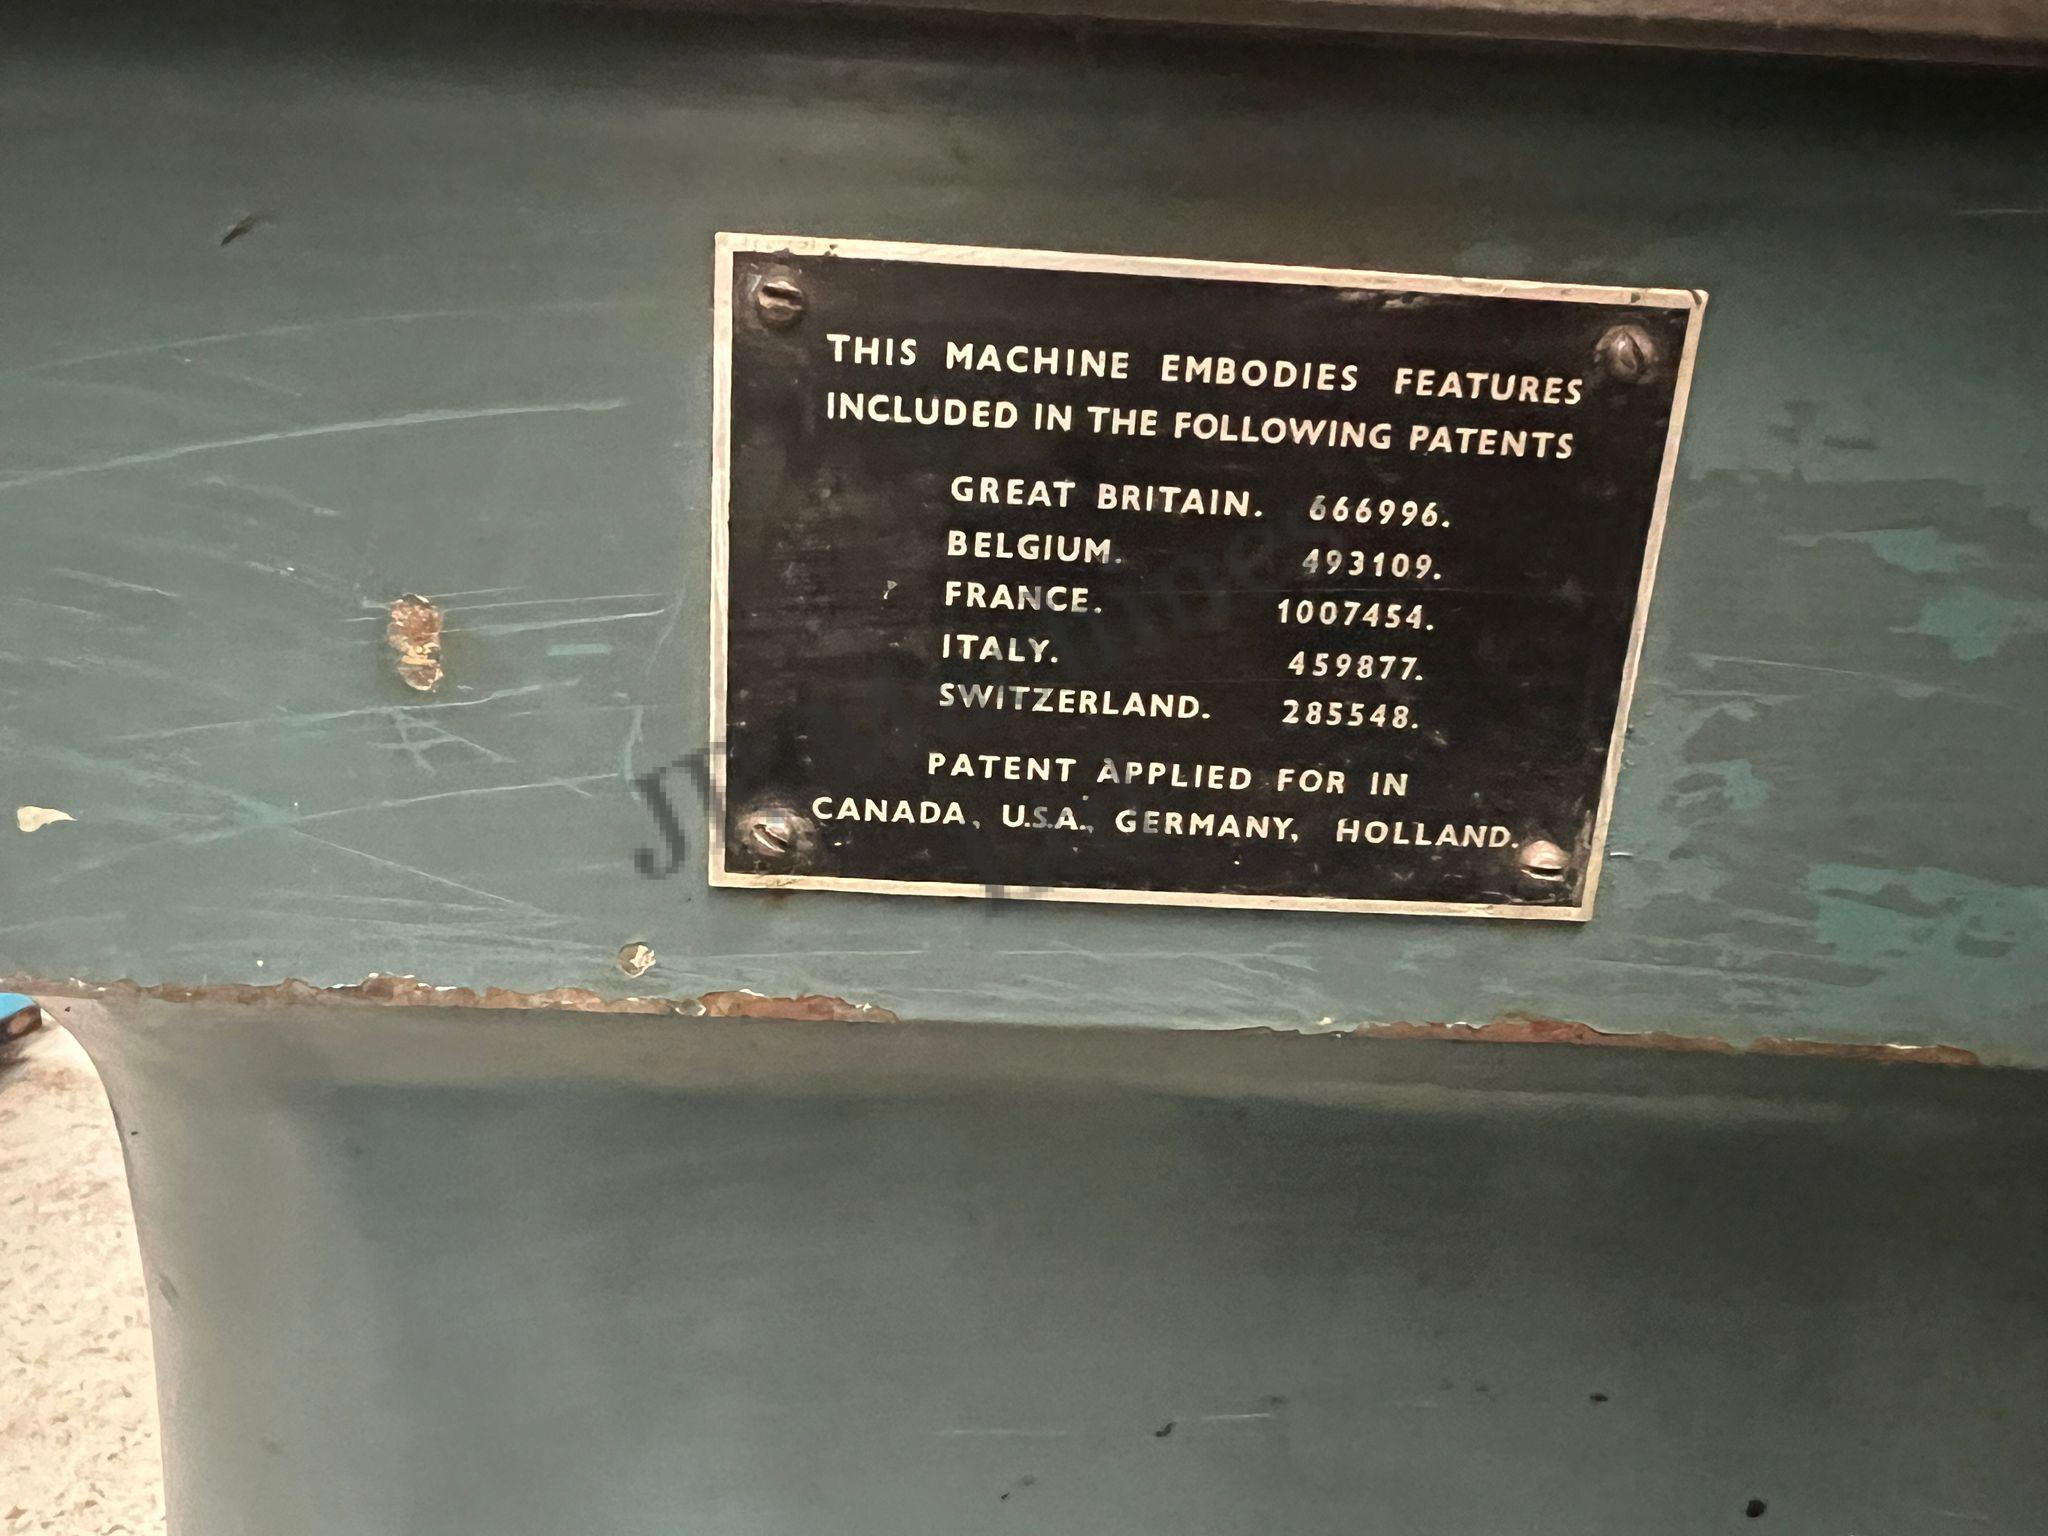 THIS MACHINE EMBODIES FEATURES
INCLUDED IN THE FOLLOWING PATENTS
GREAT BRITAIN. 666996.
BELGIUM. 493109.
FRANCE. 1007454.
ITALY. 459877.
SWITZERLAND. 285548.
PATENT APPLIED FOR IN
CANADA, U.S.A., GERMANY, HOLLAND.